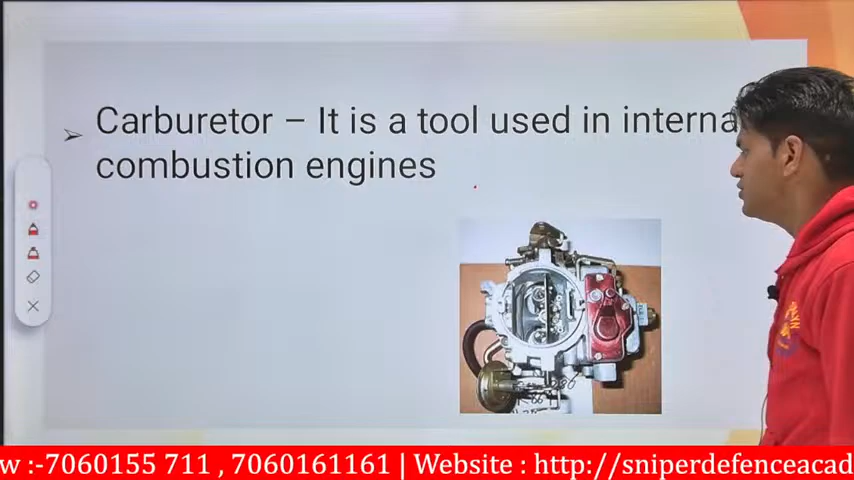 ➢ Carburetor – It is a tool used in interna
combustion engines
w :-7060155 711 , 7060161161 | Website : http://sniperdefenceacad